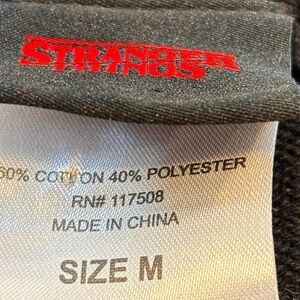 STRANGER
THINGS
60% COTTON 40% POLYESTER
RN# 117508
MADE IN CHINA
SIZE M